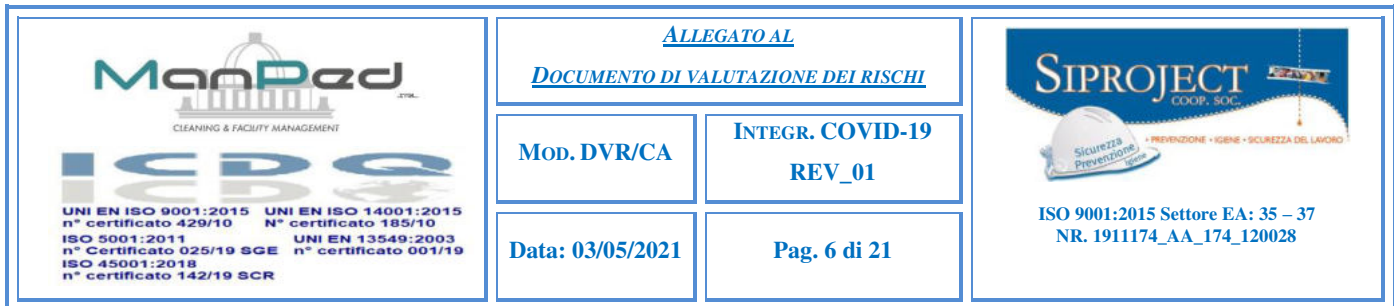 ManPed
CLEANING & FACILITY MANAGEMENT
ICDQ
UNI EN ISO 9001:2015 UNI EN ISO 14001:2015
n° certificato 429/10 N° certificato 185/10
ISO 5001:2011 UNI EN 13549:2003
n° Certificato 025/19 SGE n° certificato 001/19
ISO 45001:2018
n° certificato 142/19 SCR
ALLEGATO AL
DOCUMENTO DI VALUTAZIONE DEI RISCHI
MOD. DVR/CA
INTEGR. COVID-19
REV_01
Data: 03/05/2021
Pag. 6 di 21
SIPROJECT
COOP. SOC.
Sicurezza
Prevenzione
Igiene
• PREVENZIONE • IGIENE • SICUREZZA DEL LAVORO
ISO 9001:2015 Settore EA: 35 – 37
NR. 1911174_AA_174_120028